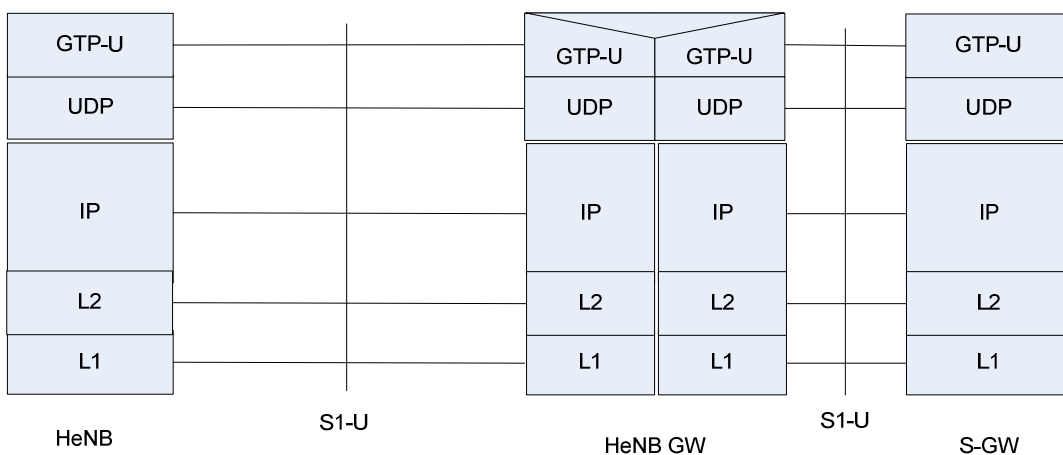 GTP-U GTP-U GTP-U GTP-U
UDP UDP UDP UDP
IP IP IP IP
L2 L2 L2 L2
L1 L1 L1 L1
S1-U S1-U
HeNB HeNB GW S-GW